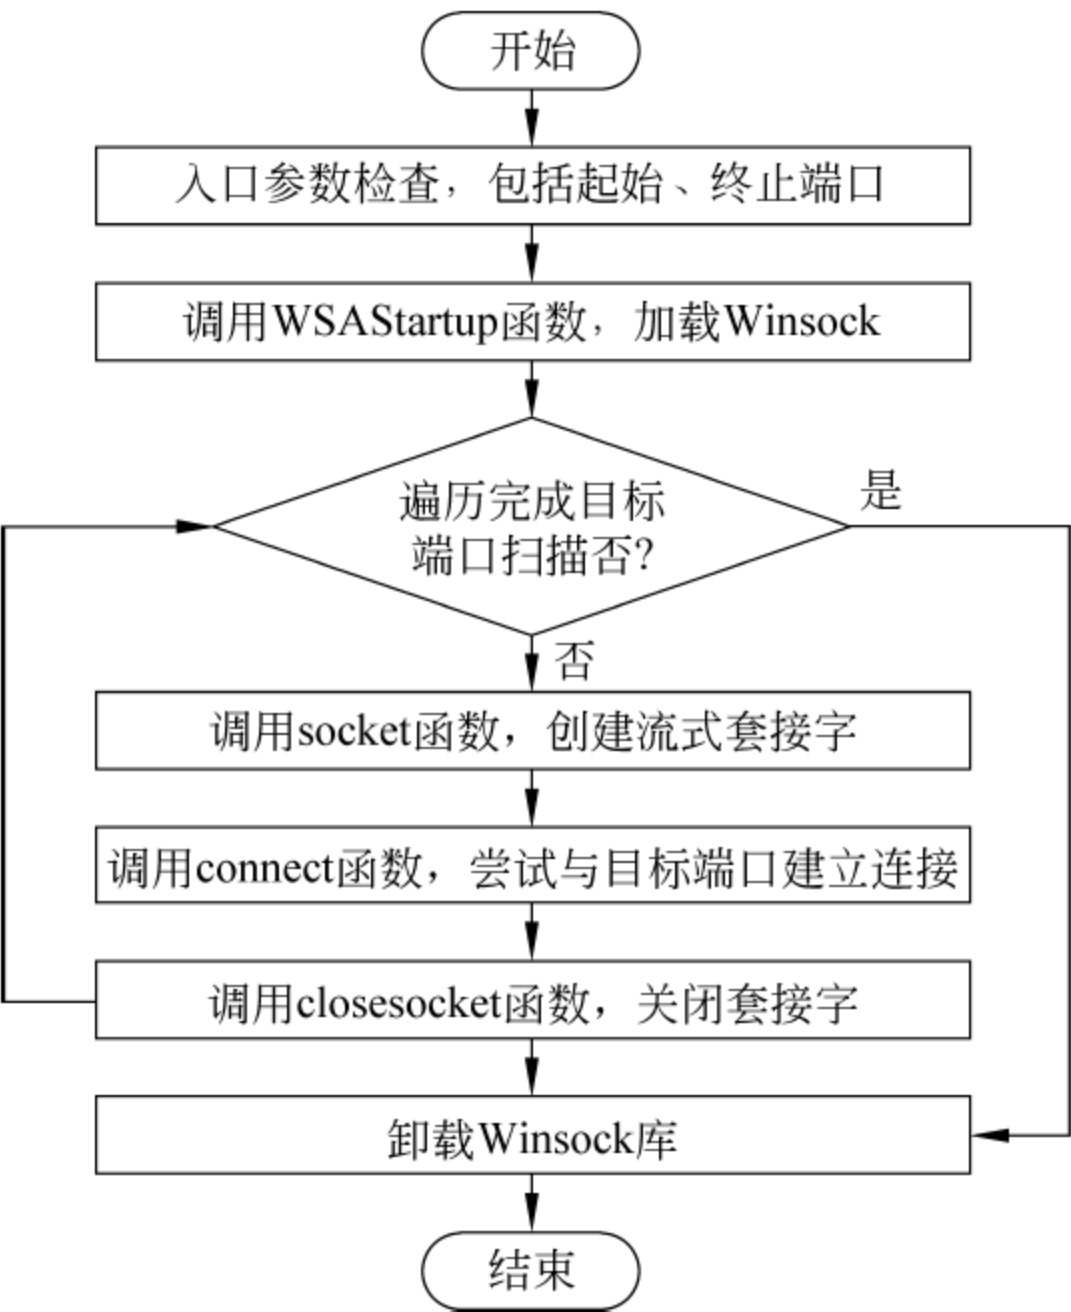 开始
入口参数检查，包括起始、终止端口
调用WSAStartup函数，加载Winsock
遍历完成目标
端口扫描否?
是
否
调用socket函数，创建流式套接字
调用connect函数，尝试与目标端口建立连接
调用closesocket函数，关闭套接字
卸载Winsock库
结束